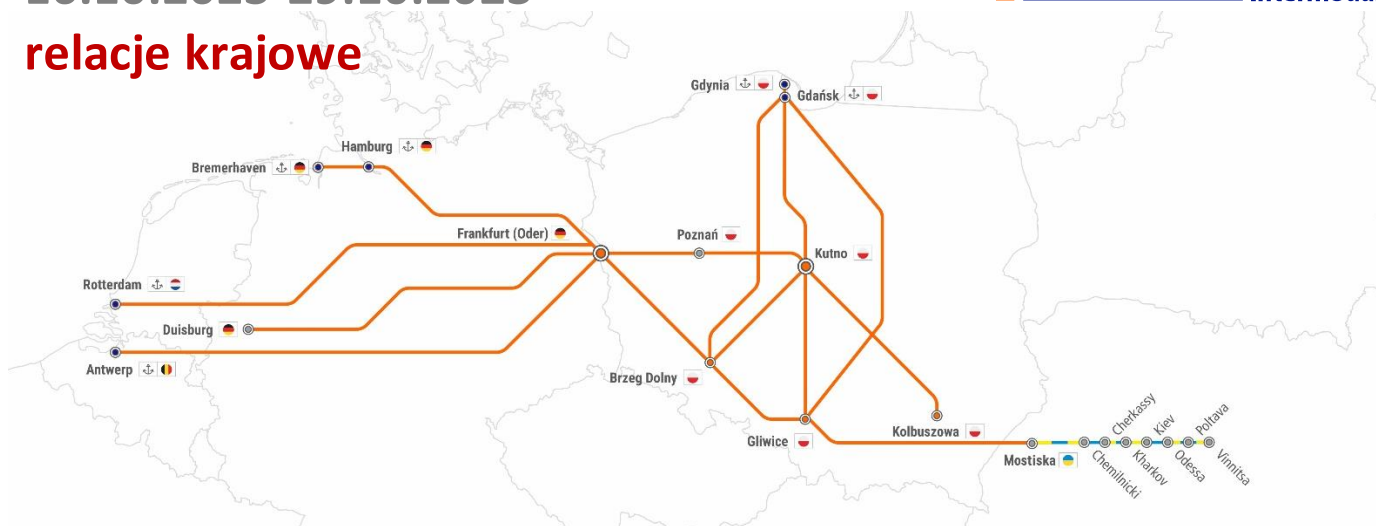 relacje krajowe
Gdynia
Gdańsk
Hamburg
Bremerhaven
Frankfurt (Oder)
Poznań
Kutno
Rotterdam
Duisburg
Antwerp
Brzeg Dolny
Gliwice
Kolbuszowa
Mostiska
Cherkassy
Kiev
Poltava
Chemilnicki
Kharkov
Odessa
Vinnitsa